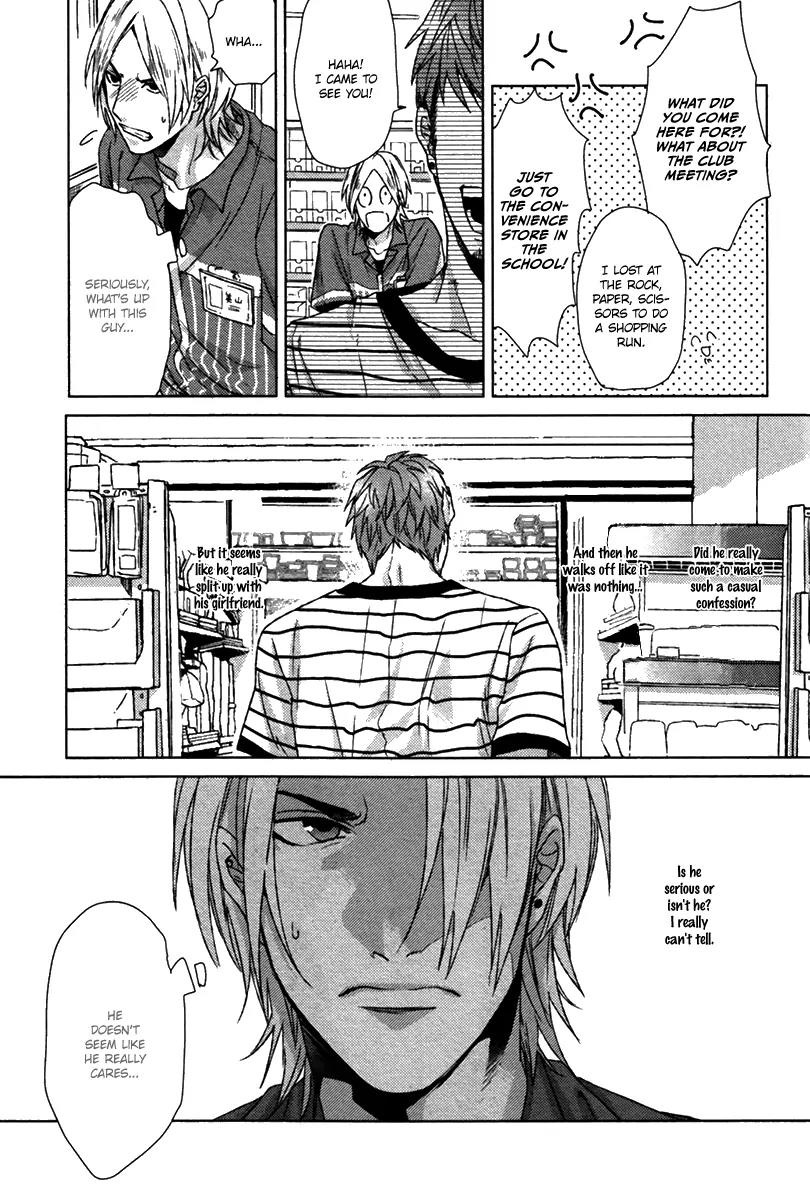 WHAT DID
YOU COME
HERE FOR?!
WHAT ABOUT
THE CLUB
MEETING?
JUST
GO TO
THE CON-
VENIENCE
STORE IN
THE
SCHOOL!
I LOST AT
THE ROCK,
PAPER, SCIS-
SORS TO DO
A SHOPPING
RUN.
HAHA!
I CAME TO
SEE YOU!
WHA...
葉山
SERIOUSLY,
WHAT'S UP
WITH THIS
GUY...
Did he really
come to make
such a casual
confession?
And then he
walks off like it
was nothing...
But it seems
like he really
split up with
his girlfriend.
Is he
serious or
isn't he?
I really
can't tell.
HE
DOESN'T
SEEM LIKE
HE REALLY
CARES...